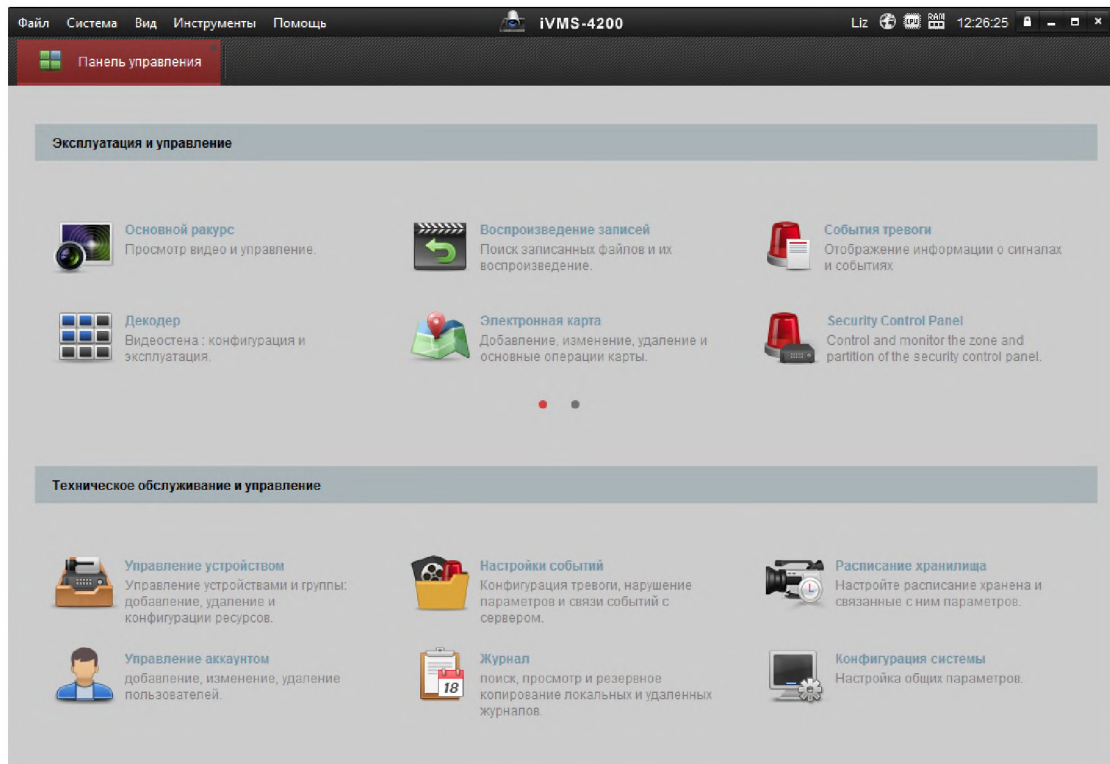 Файл Система Вид Инструменты Помощь iVMS-4200 Liz CPU RAM 12:26:25
Панель управления
Эксплуатация и управление
Основной ракурс
Просмотр видео и управление.
Воспроизведение записей
Поиск записанных файлов и их
воспроизведение.
События тревоги
Отображение информации о сигналах
и событиях
Декодер
Видеостена : конфигурация и
эксплуатация.
Электронная карта
Добавление, изменение, удаление и
основные операции карты.
Security Control Panel
Control and monitor the zone and
partition of the security control panel.
Техническое обслуживание и управление
Управление устройством
Управление устройствами и группы:
добавление, удаление и
конфигурации ресурсов.
Настройки событий
Конфигурация тревоги, нарушение
параметров и связи событий с
сервером.
Расписание хранилища
Настройте расписание хранена и
связанные с ним параметров.
Управление аккаунтом
добавление, изменение, удаление
пользователей.
18
Журнал
поиск, просмотр и резервное
копирование локальных и удаленных
журналов.
Конфигурация системы
Настройка общих параметров.